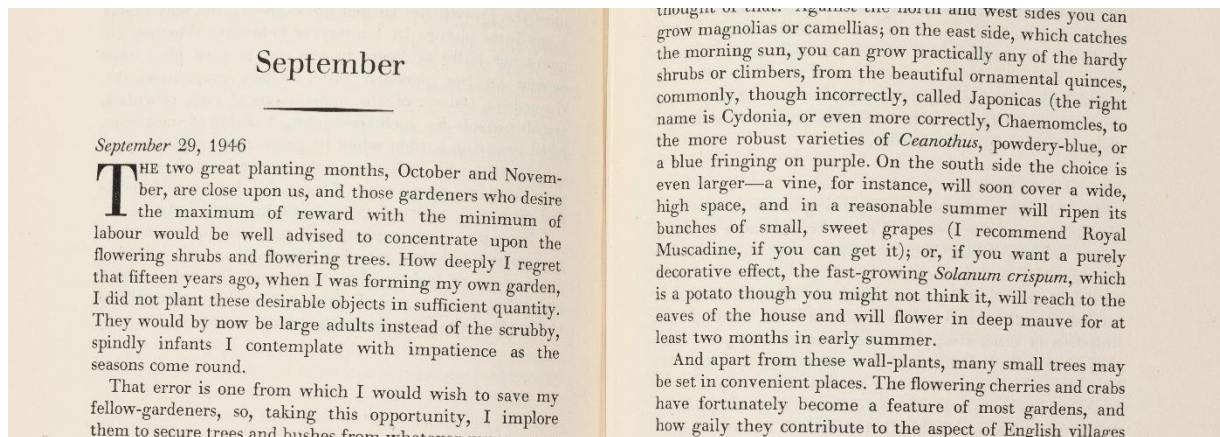 September
September 29, 1946
THE two great planting months, October and Novem-
ber, are close upon us, and those gardeners who desire
the maximum of reward with the minimum of
labour would be well advised to concentrate upon the
flowering shrubs and flowering trees. How deeply I regret
that fifteen years ago, when I was forming my own garden,
I did not plant these desirable objects in sufficient quantity.
They would by now be large adults instead of the scrubby,
spindly infants I contemplate with impatience as the
seasons come round.
That error is one from which I would wish to save my
fellow-gardeners, so, taking this opportunity, I implore
them to secure trees and bushes from whatever
thought of that. Against the north and west sides you can
grow magnolias or camellias; on the east side, which catches
the morning sun, you can grow practically any of the hardy
shrubs or climbers, from the beautiful ornamental quinces,
commonly, though incorrectly, called Japonicas (the right
name is Cydonia, or even more correctly, Chaemomcles, to
the more robust varieties of Ceanothus, powdery-blue, or
a blue fringing on purple. On the south side the choice is
even larger—a vine, for instance, will soon cover a wide,
high space, and in a reasonable summer will ripen its
bunches of small, sweet grapes (I recommend Royal
Muscadine, if you can get it); or, if you want a purely
decorative effect, the fast-growing Solanum crispum, which
is a potato though you might not think it, will reach to the
eaves of the house and will flower in deep mauve for at
least two months in early summer.
And apart from these wall-plants, many small trees may
be set in convenient places. The flowering cherries and crabs
have fortunately become a feature of most gardens, and
how gaily they contribute to the aspect of English villages